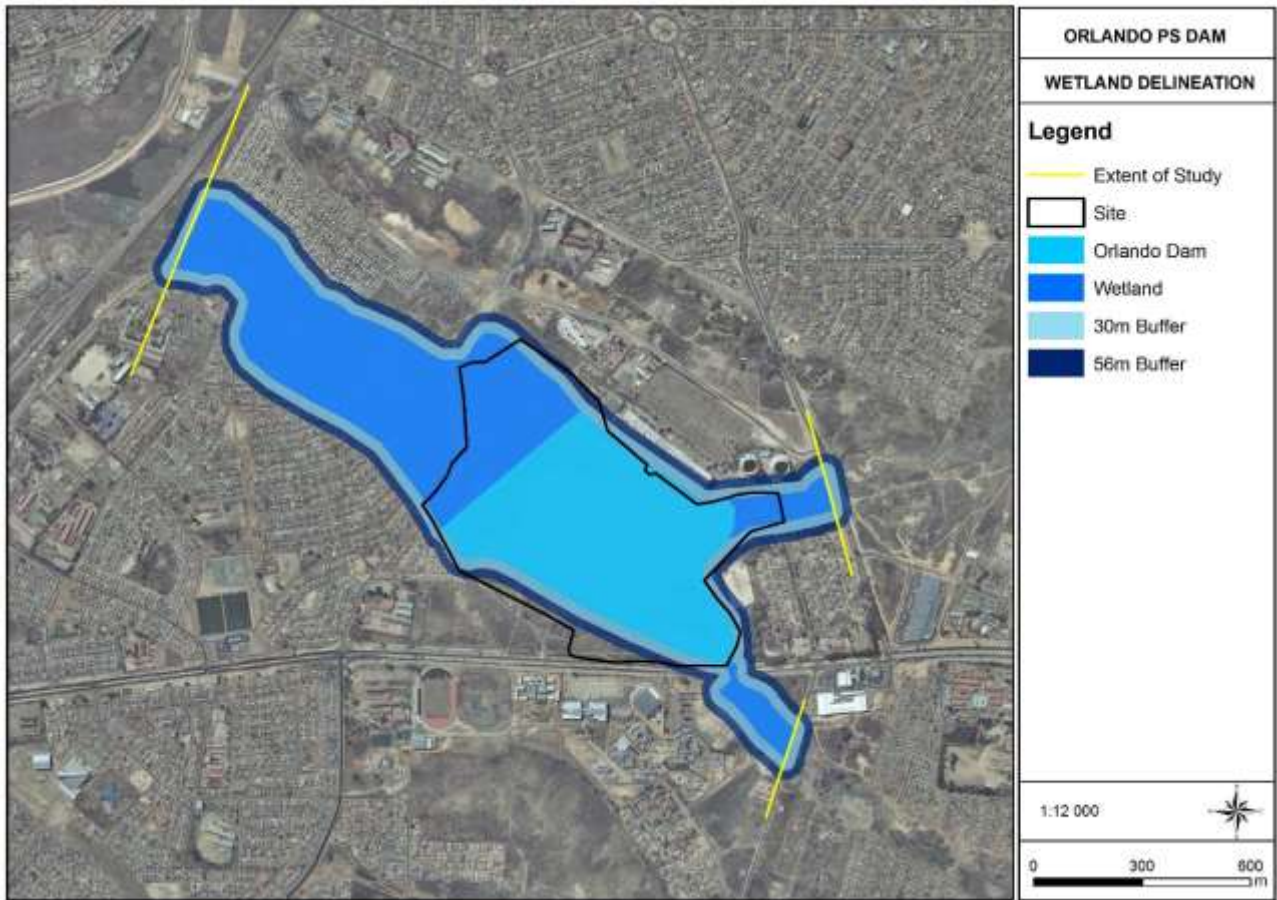 ORLANDO PS DAM
WETLAND DELINEATION
Legend
Extent of Study
Site
Orlando Dam
Wetland
30m Buffer
56m Buffer
1:12 000
0 300 600
m